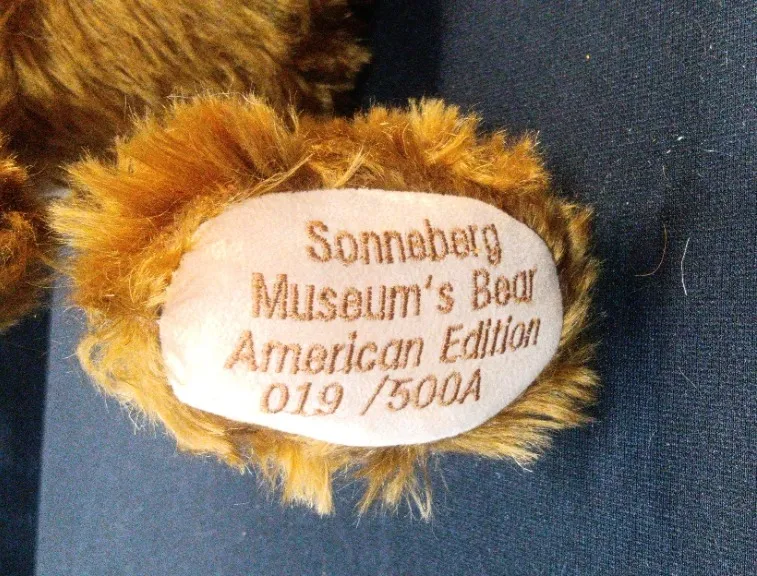 Sonneberg
Museum's Bear
American Edition
019 /500A